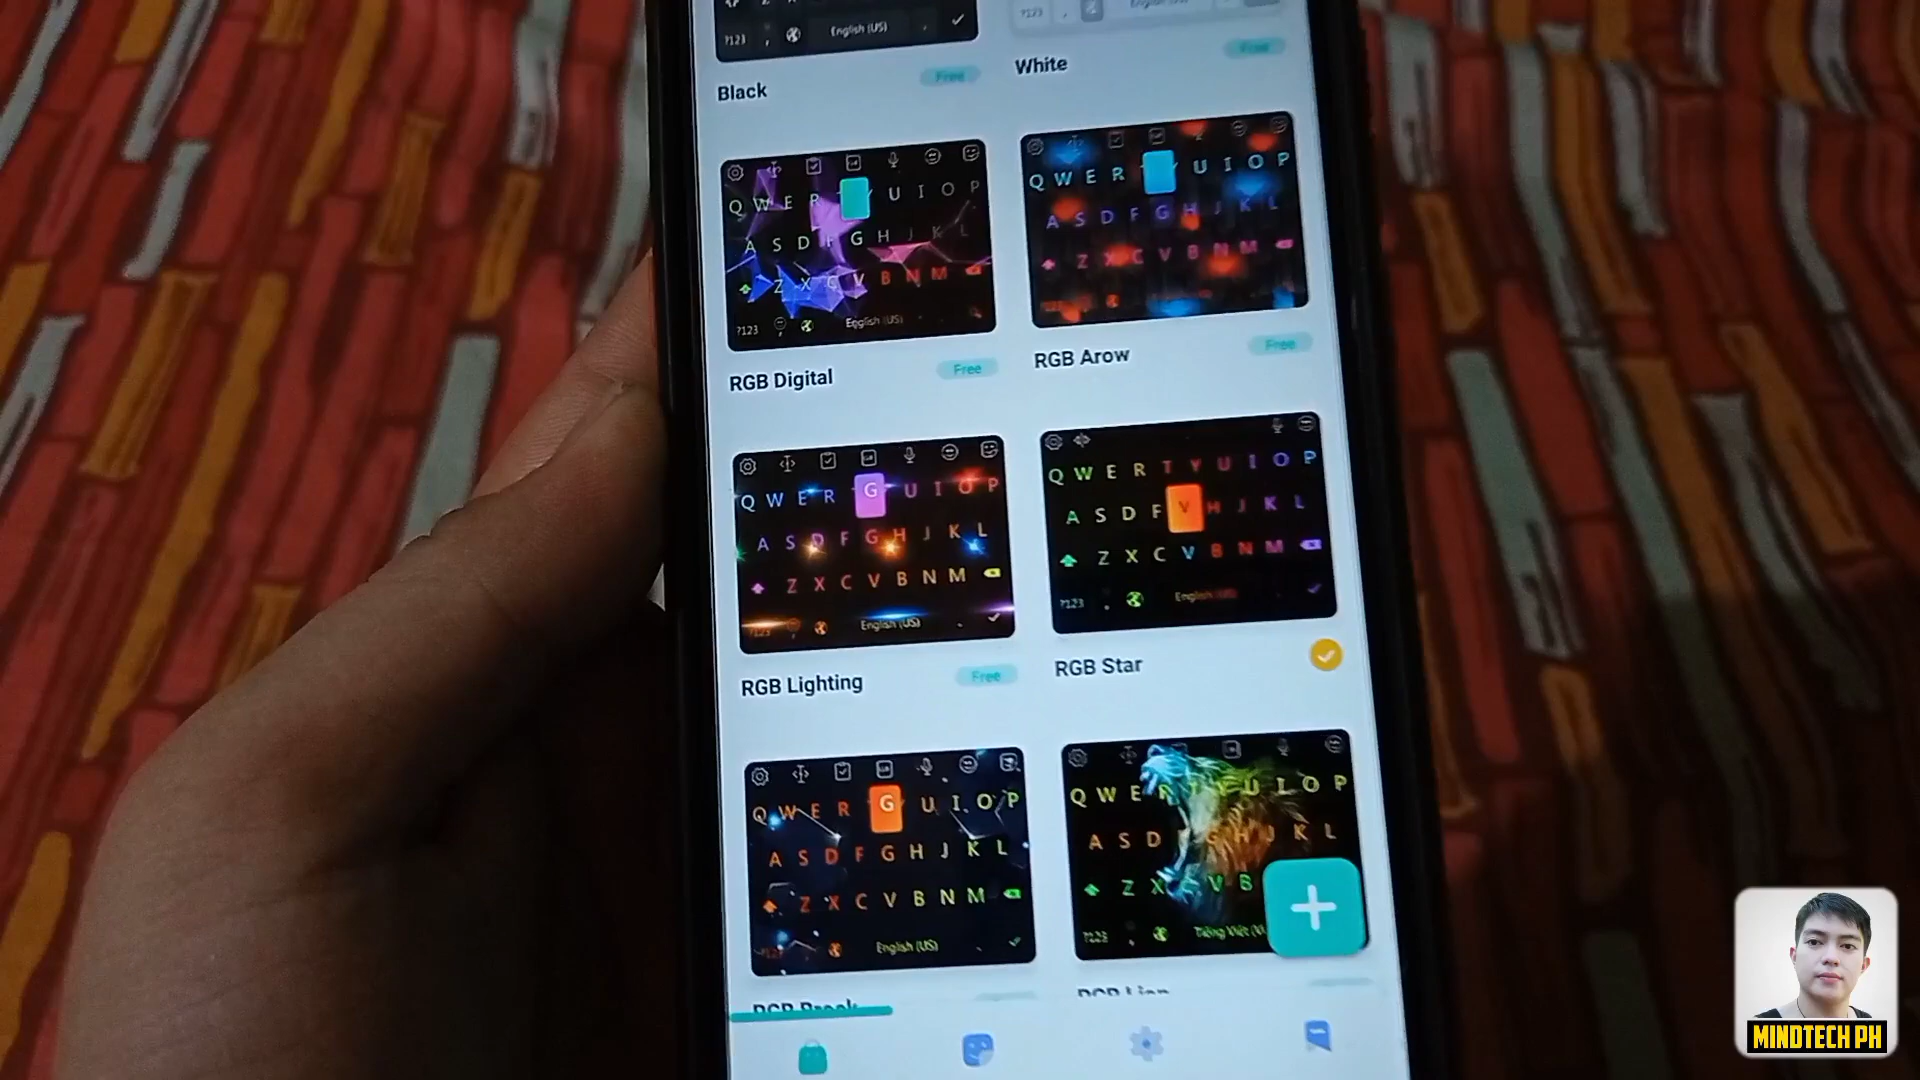 ?123 , English (US)
?123 , English (US)
Black Free
White Free
Q W E R U I O P
A S D F G H J K L
Z X C V B N M
?123 English (US)
RGB Digital Free
Q W E R U I O P
A S D F G H J K L
Z X C V B N M
RGB Arow Free
Q W E R G U I O P
A S D F G H J K L
Z X C V B N M
?123 English (US)
RGB Lighting Free
Q W E R T Y U I O P
A S D F V H J K L
Z X C V B N M
?123 English (US)
RGB Star
Q W E R G U I O P
A S D F G H J K L
Z X C V B N M
?123 English (US)
Q W E R T Y U I O P
A S D G H J K L
Z X C V B
?123 Tiếng Việt (V
RGB Lion
MINDTECH PH